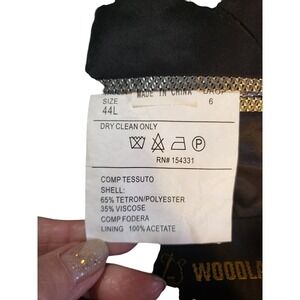 MADE IN CHINA
SIZE DROP
44L 6
DRY CLEAN ONLY
P
RN# 154331
COMP TESSUTO
SHELL:
65% TETRON/POLYESTER
35% VISCOSE
COMP FODERA
LINING 100% ACETATE
WOODLA